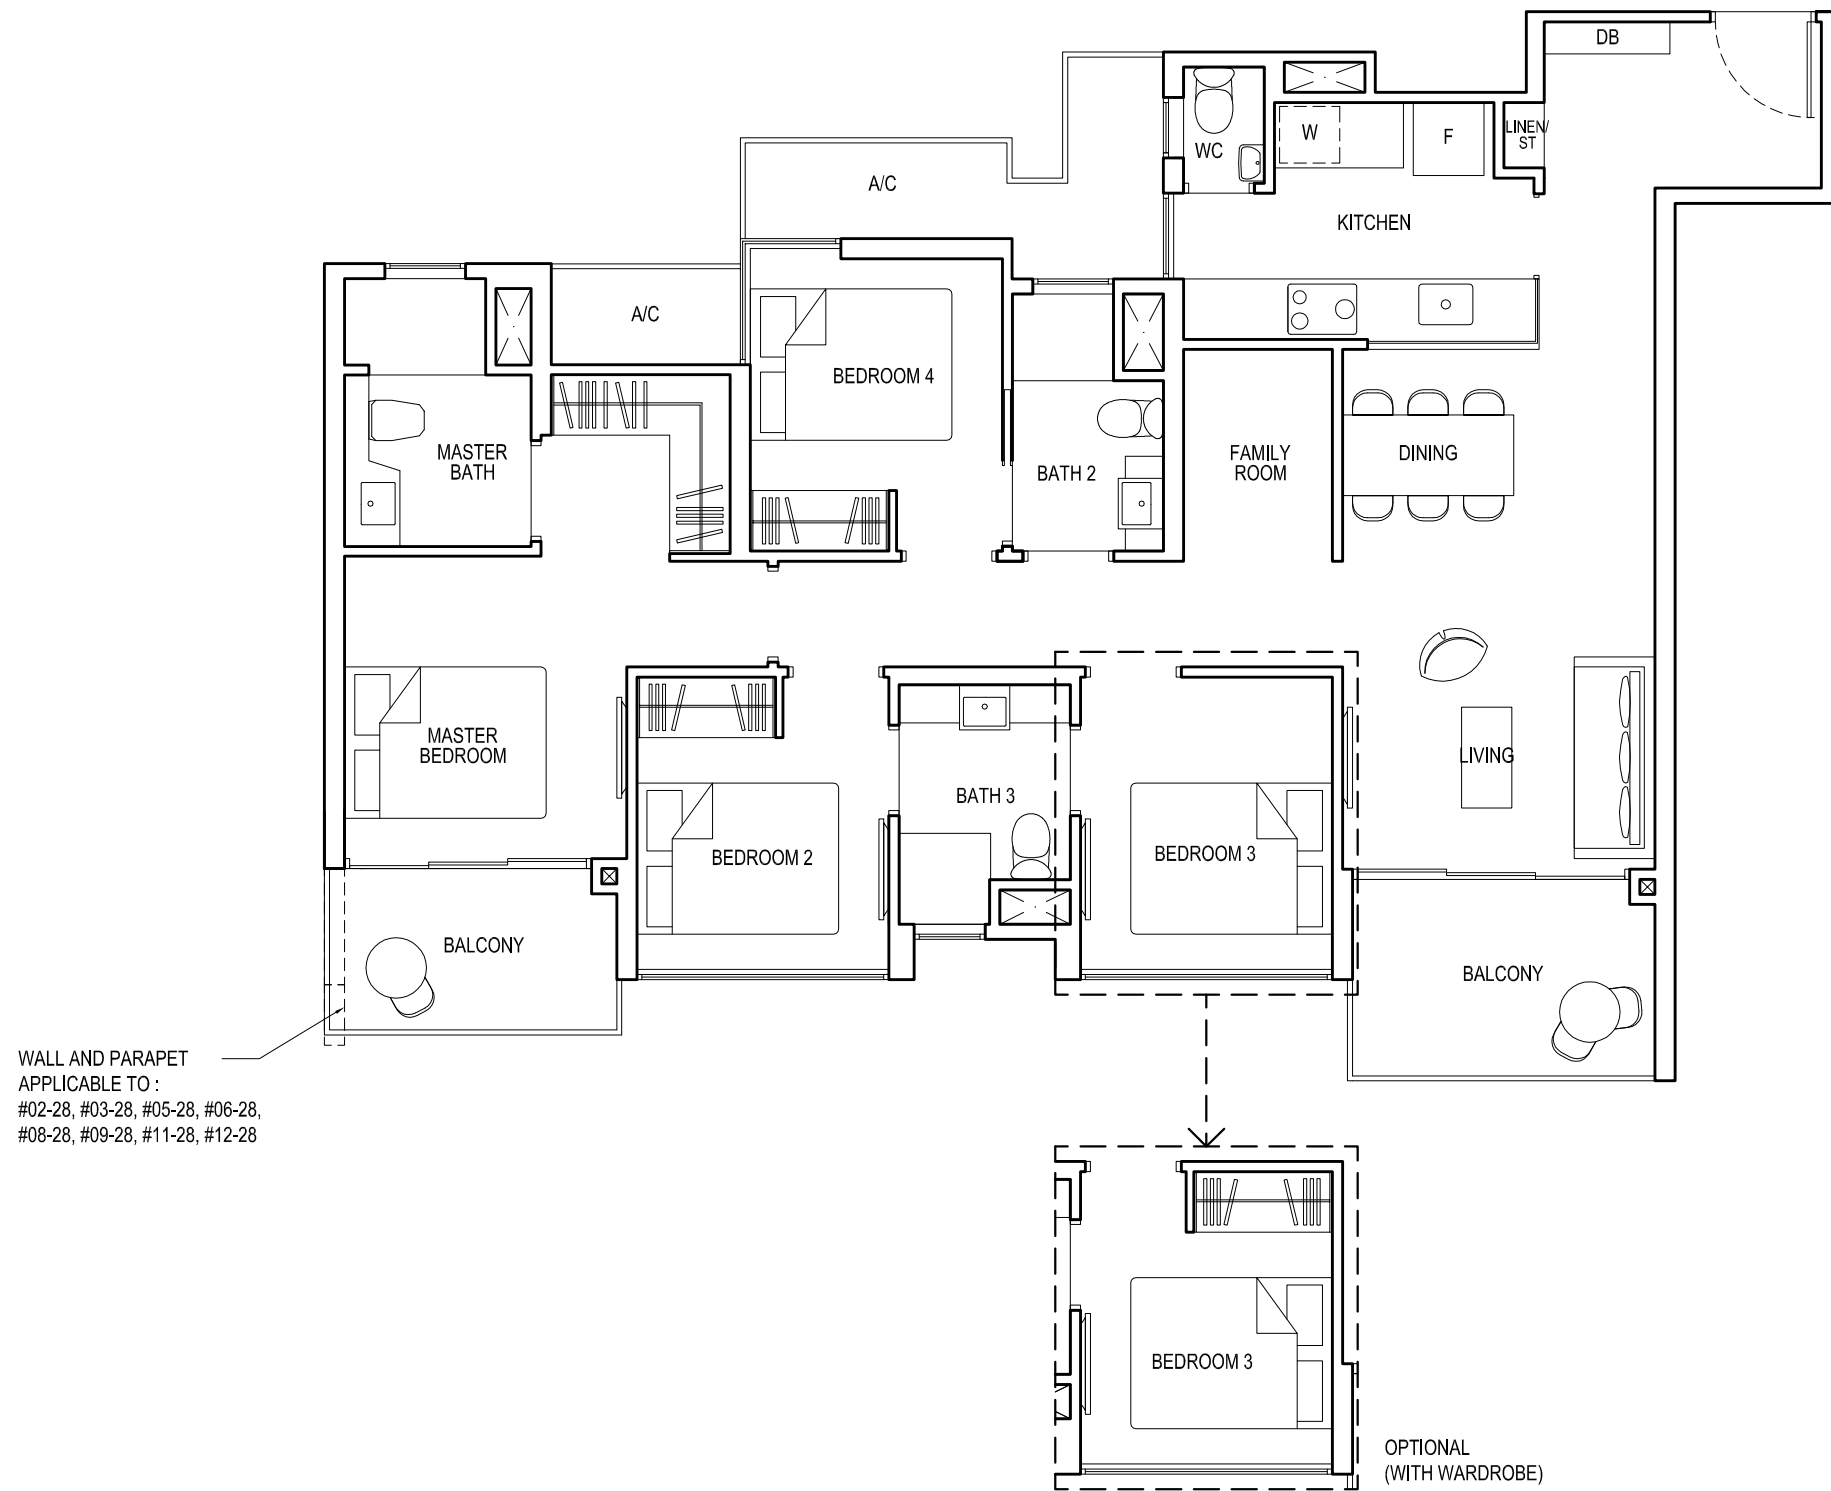 DB
LINEN/
ST
W
F
WC
A/C
KITCHEN
A/C
BEDROOM 4
MASTER
BATH
BATH 2
FAMILY
ROOM
DINING
MASTER
BEDROOM
LIVING
BATH 3
BEDROOM 2
BEDROOM 3
BALCONY
BALCONY
WALL AND PARAPET
APPLICABLE TO :
#02-28, #03-28, #05-28, #06-28,
#08-28, #09-28, #11-28, #12-28
BEDROOM 3
OPTIONAL
(WITH WARDROBE)